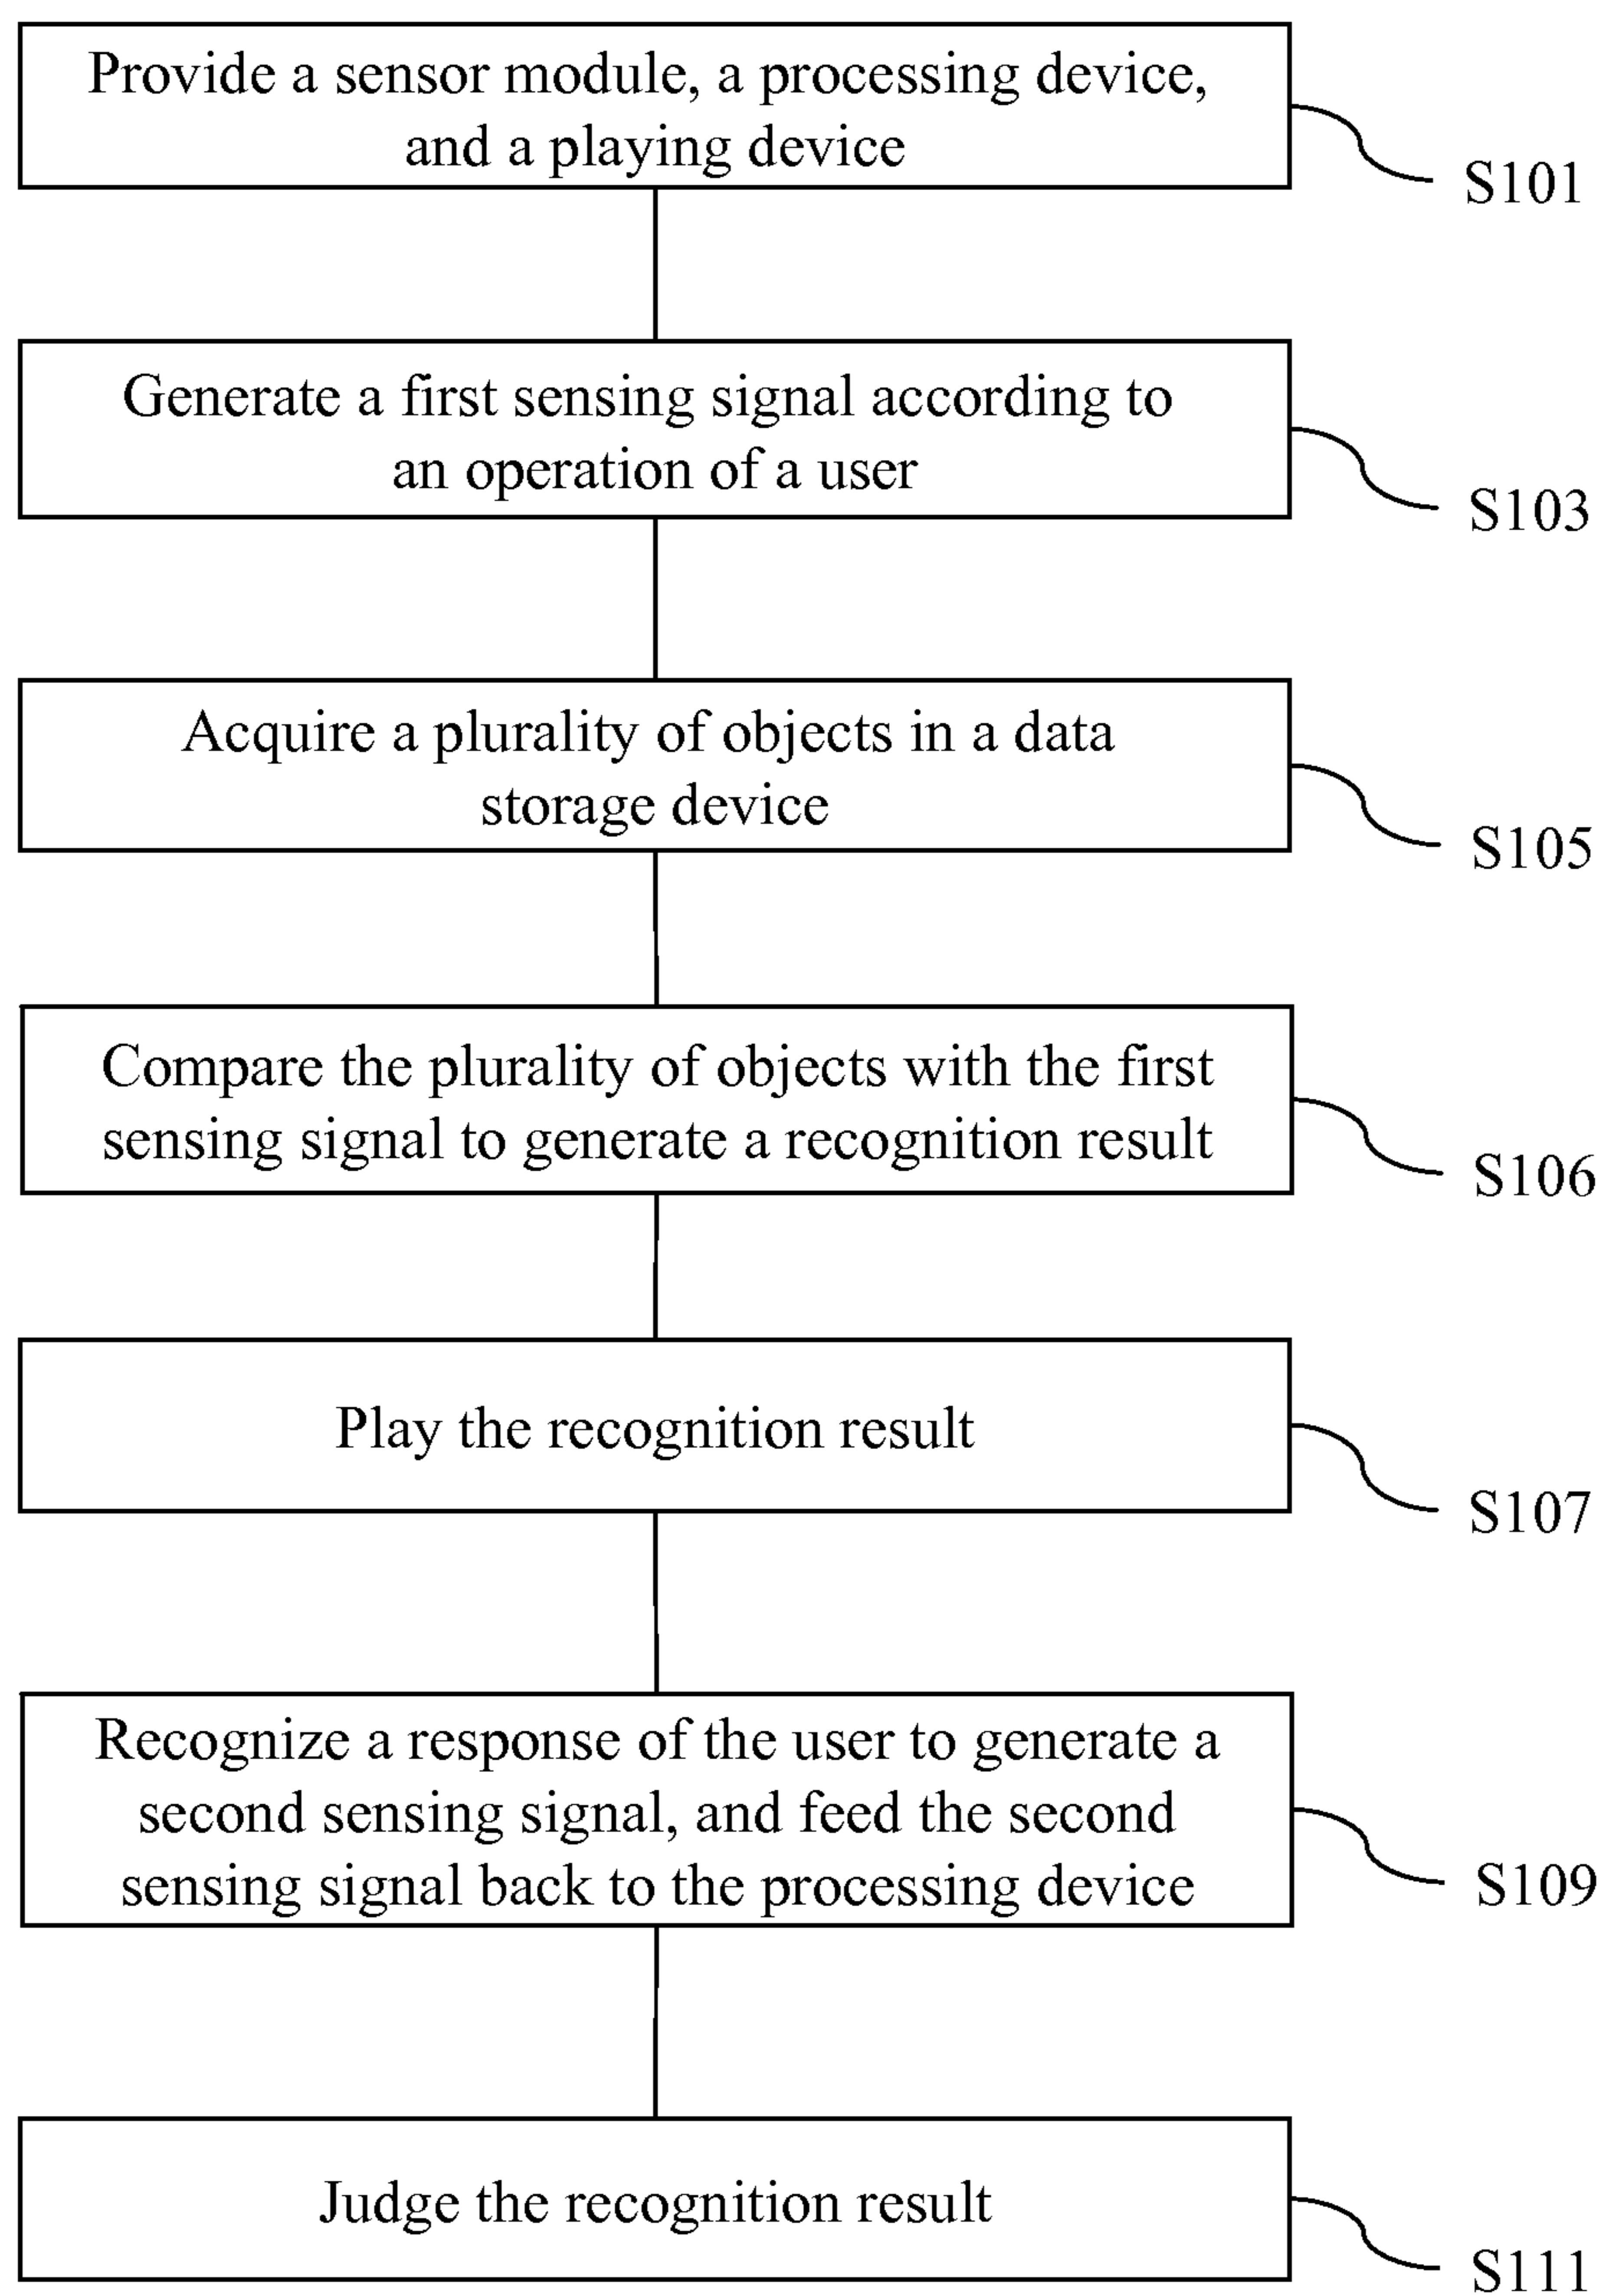 Provide a sensor module, a processing device,
and a playing device
S101
Generate a first sensing signal according to
an operation of a user
S103
Acquire a plurality of objects in a data
storage device
S105
Compare the plurality of objects with the first
sensing signal to generate a recognition result
S106
Play the recognition result
S107
Recognize a response of the user to generate a
second sensing signal, and feed the second
sensing signal back to the processing device
S109
Judge the recognition result
S111